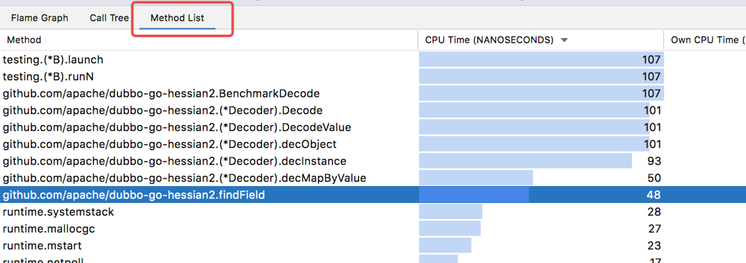 Flame Graph Call Tree Method List
Method CPU Time (NANOSECONDS) Own CPU Time (
testing.(*B).launch 107
testing.(*B).runN 107
github.com/apache/dubbo-go-hessian2.BenchmarkDecode 107
github.com/apache/dubbo-go-hessian2.(*Decoder).Decode 101
github.com/apache/dubbo-go-hessian2.(*Decoder).DecodeValue 101
github.com/apache/dubbo-go-hessian2.(*Decoder).decObject 101
github.com/apache/dubbo-go-hessian2.(*Decoder).decInstance 93
github.com/apache/dubbo-go-hessian2.(*Decoder).decMapByValue 50
github.com/apache/dubbo-go-hessian2.findField 48
runtime.systemstack 28
runtime.mallocgc 27
runtime.mstart 23
runtime.netpoll 17